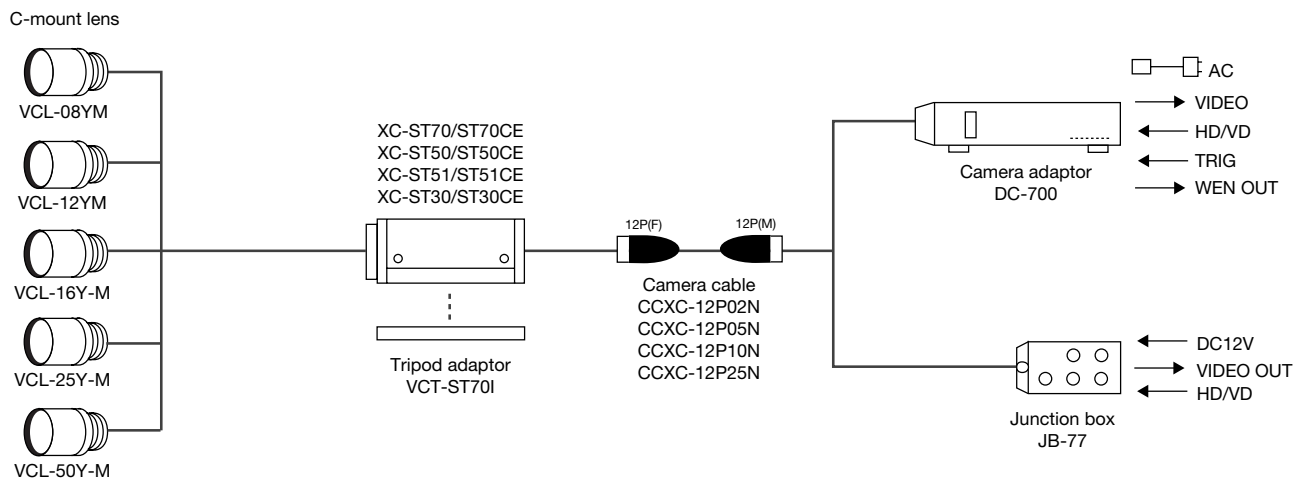 C-mount lens
VCL-08YM
VCL-12YM
VCL-16Y-M
VCL-25Y-M
VCL-50Y-M
XC-ST70/ST70CE
XC-ST50/ST50CE
XC-ST51/ST51CE
XC-ST30/ST30CE
Tripod adaptor
VCT-ST70I
12P(F)
12P(M)
Camera cable
CCXC-12P02N
CCXC-12P05N
CCXC-12P10N
CCXC-12P25N
AC
VIDEO
HD/VD
TRIG
WEN OUT
Camera adaptor
DC-700
DC12V
VIDEO OUT
HD/VD
Junction box
JB-77